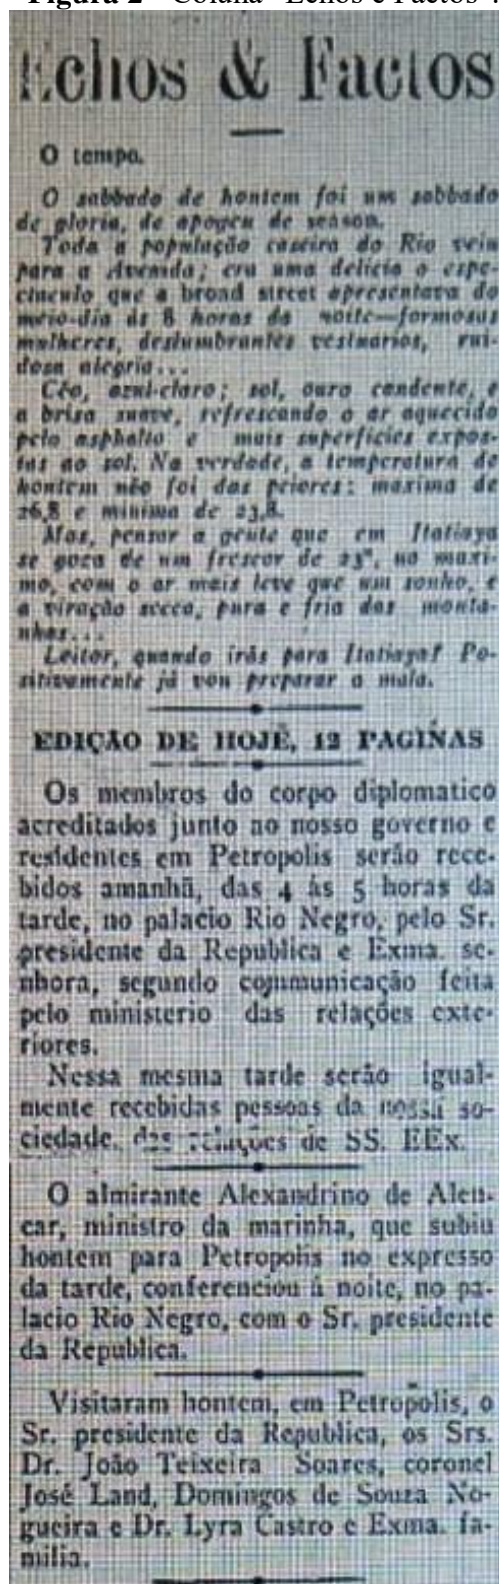 Figura 2 - Coluna "Echos e Factos".
Echos & Factos
O tempo.
O sabbado de hontem foi um sabbado
de gloria, de apogeu de season.
Toda a população caseira do Rio veiu
para a Avenida; era uma delicia o espe-
ctaculo que a broad street apresentava do
meio-dia ás 8 horas da noite—formosas
mulheres, deslumbrantes vestuarios, rui-
dosa alegria...
Céo, azul-claro; sol, ouro candente, e
a brisa suave, refrescando o ar aquecido
pelo asphalto e mais superficies expos-
tas ao sol. Na verdade, a temperatura de
hontem não foi das peiores: maxima de
26,8 e minima de 23,8.
Mas, pensar a gente que em Itatiaya
se goza de um frescor de 23°, no maxi-
mo, com o ar mais leve que um sonho, e
a viração secca, pura e fria das monta-
nhas...
Leitor, quando irás para Itatiaya? Po-
sitivamente já vou preparar a mala.
EDIÇÃO DE HOJE, 12 PAGINAS
Os membros do corpo diplomatico
acreditados junto ao nosso governo e
residentes em Petropolis serão rece-
bidos amanhã, das 4 ás 5 horas da
tarde, no palacio Rio Negro, pelo Sr.
presidente da Republica e Exma. se-
nhora, segundo communicação feita
pelo ministerio das relações exte-
riores.
Nessa mesma tarde serão igual-
mente recebidas pessoas da nossa so-
ciedade, das relações de SS. EEx.
O almirante Alexandrino de Alen-
car, ministro da marinha, que subiu
hontem para Petropolis no expresso
da tarde, conferenciou á noite, no pa-
lacio Rio Negro, com o Sr. presidente
da Republica.
Visitaram hontem, em Petropolis, o
Sr. presidente da Republica, os Srs.
Dr. João Teixeira Soares, coronel
José Land, Domingos de Souza No-
gueira e Dr. Lyra Castro e Exma. fa-
milia.